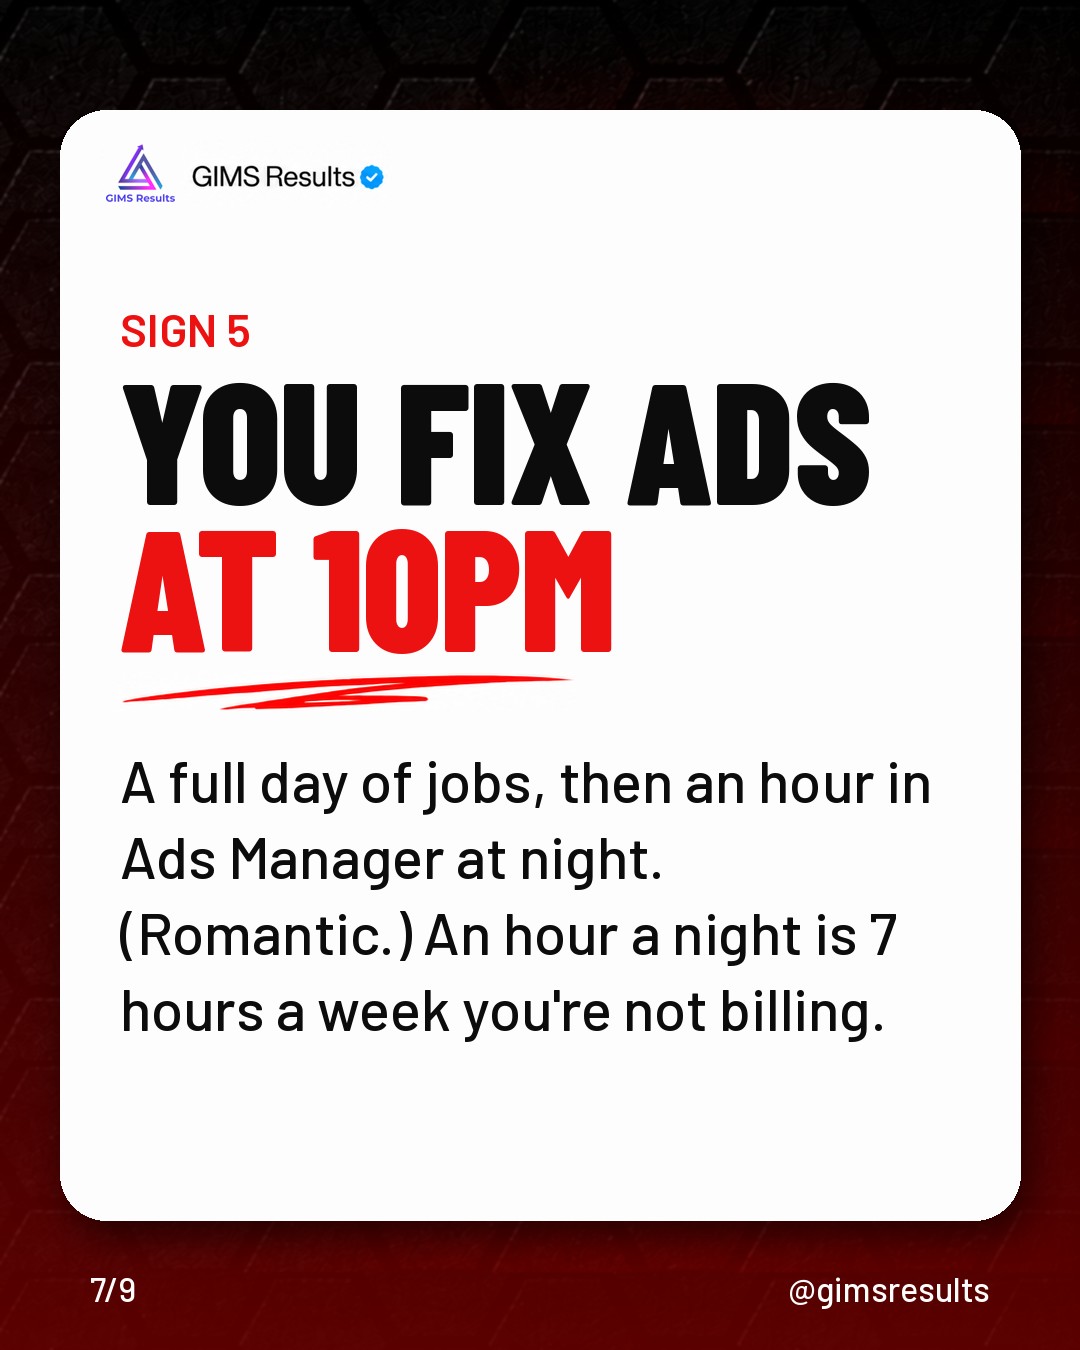 GIMS Results
GIMS Results
SIGN 5
YOU FIX ADS
AT 10PM
A full day of jobs, then an hour in
Ads Manager at night.
(Romantic.) An hour a night is 7
hours a week you're not billing.
7/9
@gimsresults